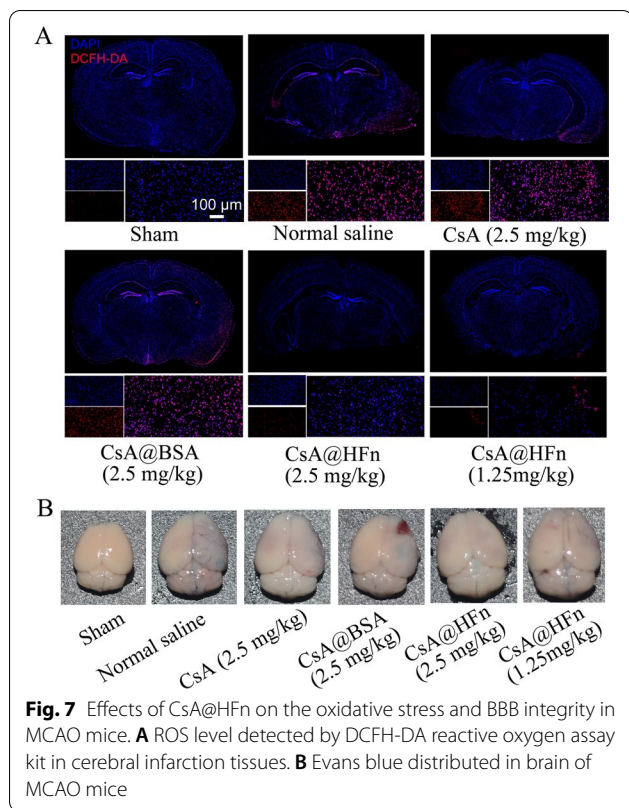 A
DAPI
DCFH-DA
100 µm
Sham
Normal saline
CsA (2.5 mg/kg)
CsA@BSA
(2.5 mg/kg)
CsA@HFn
(2.5 mg/kg)
CsA@HFn
(1.25mg/kg)
B
Sham
Normal saline
CsA (2.5 mg/kg)
CsA@BSA
(2.5 mg/kg)
CsA@HFn
(2.5 mg/kg)
CsA@HFn
(1.25mg/kg)
Fig. 7 Effects of CsA@HFn on the oxidative stress and BBB integrity in
MCAO mice. A ROS level detected by DCFH-DA reactive oxygen assay
kit in cerebral infarction tissues. B Evans blue distributed in brain of
MCAO mice